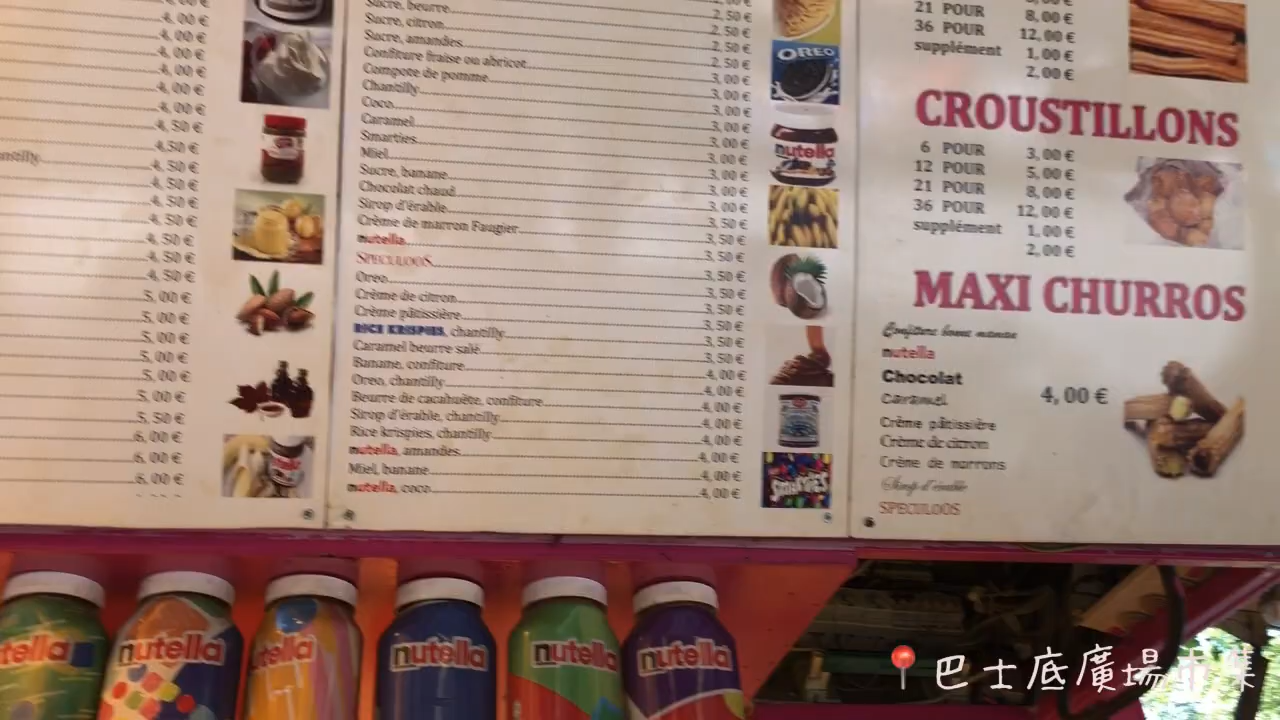 4,00 €
4,00 €
4,00 €
4,00 €
4,00 €
4,00 €
4,50 €
4,50 €
4,50 €
4,50 €
4,50 €
4,50 €
4,50 €
4,50 €
5,00 €
5,00 €
5,00 €
5,00 €
5,00 €
5,00 €
5,50 €
6,00 €
6,00 €
6,00 €
Sucre, beurre 2,50 €
Sucre, citron 2,50 €
Sucre, amandes 2,50 €
Confiture fraise ou abricot 2,50 €
Compote de pomme 3,00 €
Chantilly 3,00 €
Coco 3,00 €
Caramel 3,00 €
Smarties 3,00 €
Miel 3,00 €
Sucre, banane 3,00 €
Chocolat chaud 3,00 €
Sirop d'érable 3,00 €
Crème de marron Faugier 3,50 €
nutella 3,50 €
SPECULOOS 3,50 €
Oreo 3,50 €
Crème de citron 3,50 €
Crème pâtissière 3,50 €
RICE KRISPIES, chantilly 3,50 €
Caramel beurre salé 3,50 €
Banane, confiture 4,00 €
Oreo, chantilly 4,00 €
Beurre de cacahuète, confiture 4,00 €
Sirop d'érable, chantilly 4,00 €
Rice krispies, chantilly 4,00 €
nutella, amandes 4,00 €
Miel, banane 4,00 €
nutella, coco 4,00 €
OREO
nutella
SMARTIES
21 POUR 8,00 €
36 POUR 12,00 €
supplément 1,00 €
2,00 €
CROUSTILLONS
6 POUR 3,00 €
12 POUR 5,00 €
21 POUR 8,00 €
36 POUR 12,00 €
supplément 1,00 €
2,00 €
MAXI CHURROS
Confiture bonne maman
nutella
Chocolat
Caramel 4,00 €
Crème pâtissière
Crème de citron
Crème de marrons
Sirop d'érable
SPECULOOS
nutella
nutella
nutella
nutella
nutella
nutella
巴士底廣場市集